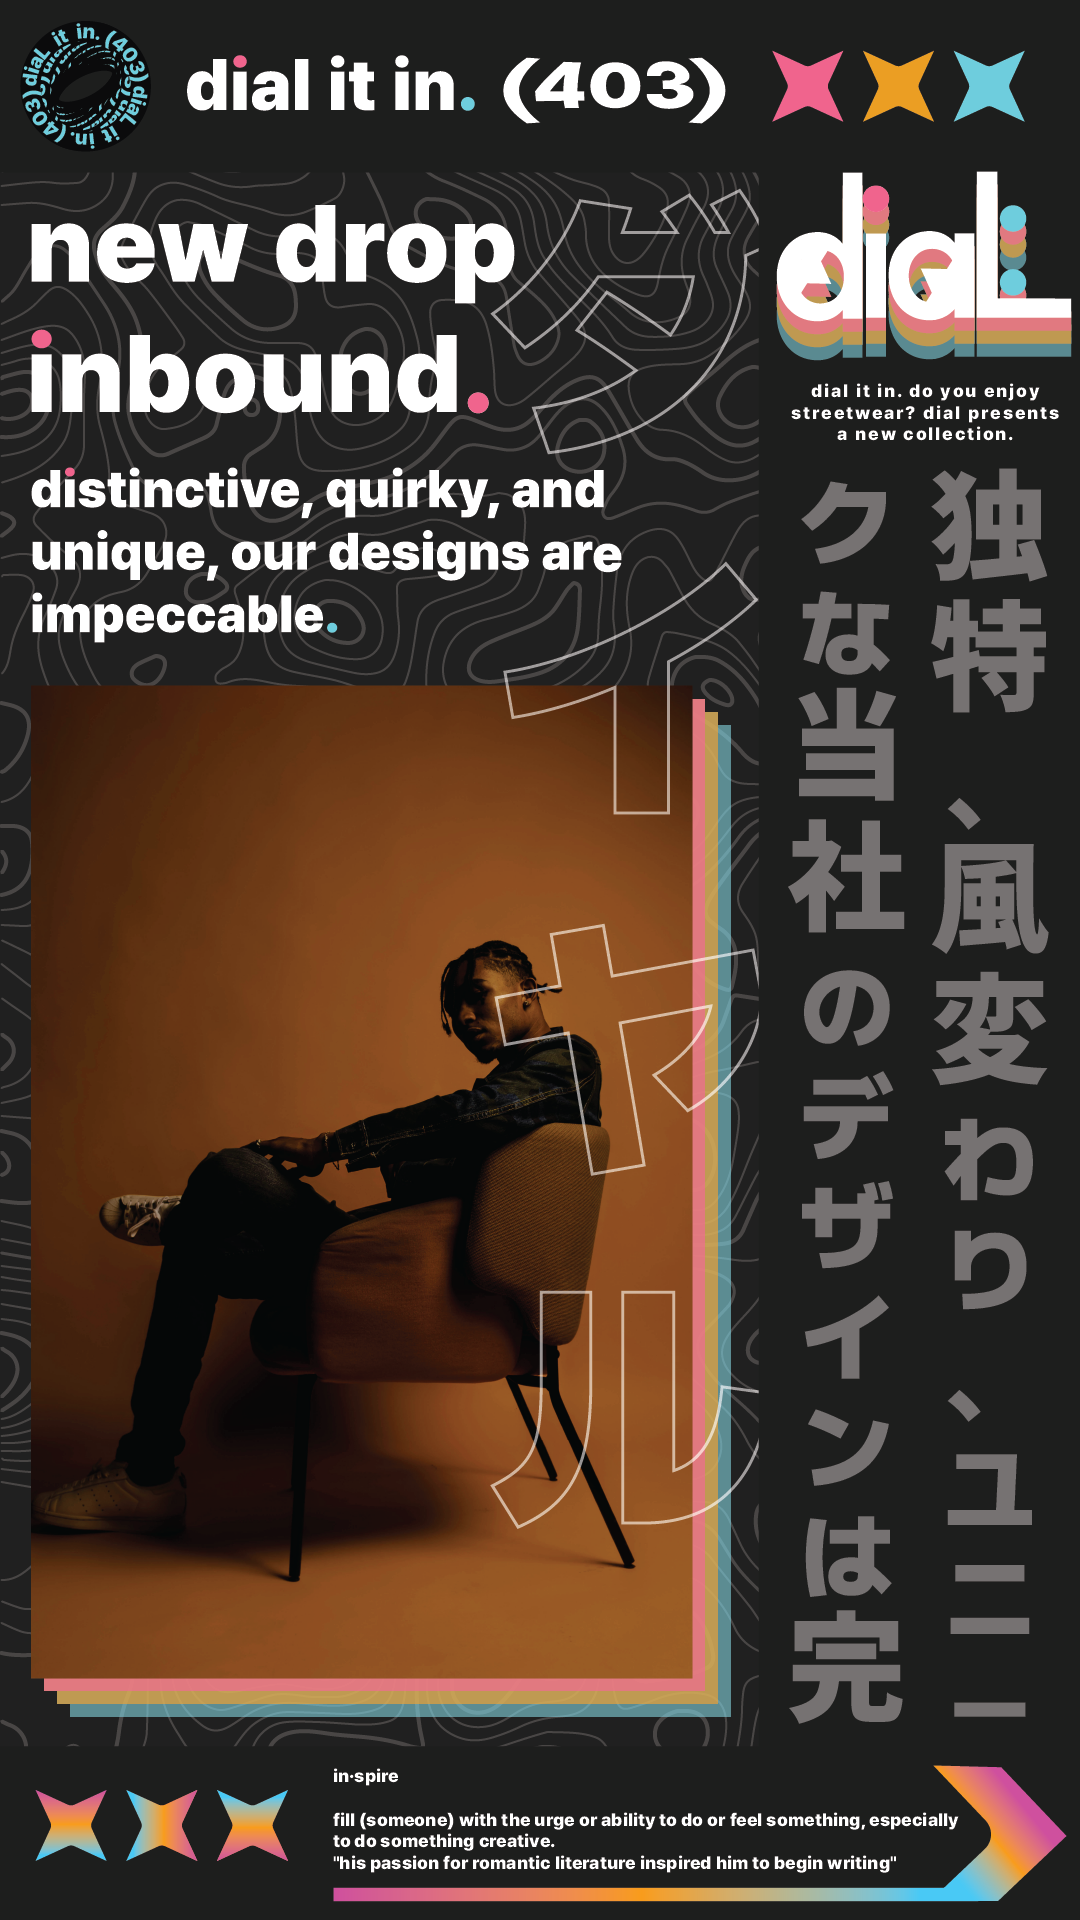 dial it in. (403) dial it in. (403)
dial it in. (403)
new drop
inbound.
distinctive, quirky, and
unique, our designs are
impeccable.
ダイヤル
dial
dial it in. do you enjoy
streetwear? dial presents
a new collection.
独特、風変わり、ユニー
クな当社のデザインは完
in·spire
fill (someone) with the urge or ability to do or feel something, especially
to do something creative.
"his passion for romantic literature inspired him to begin writing"